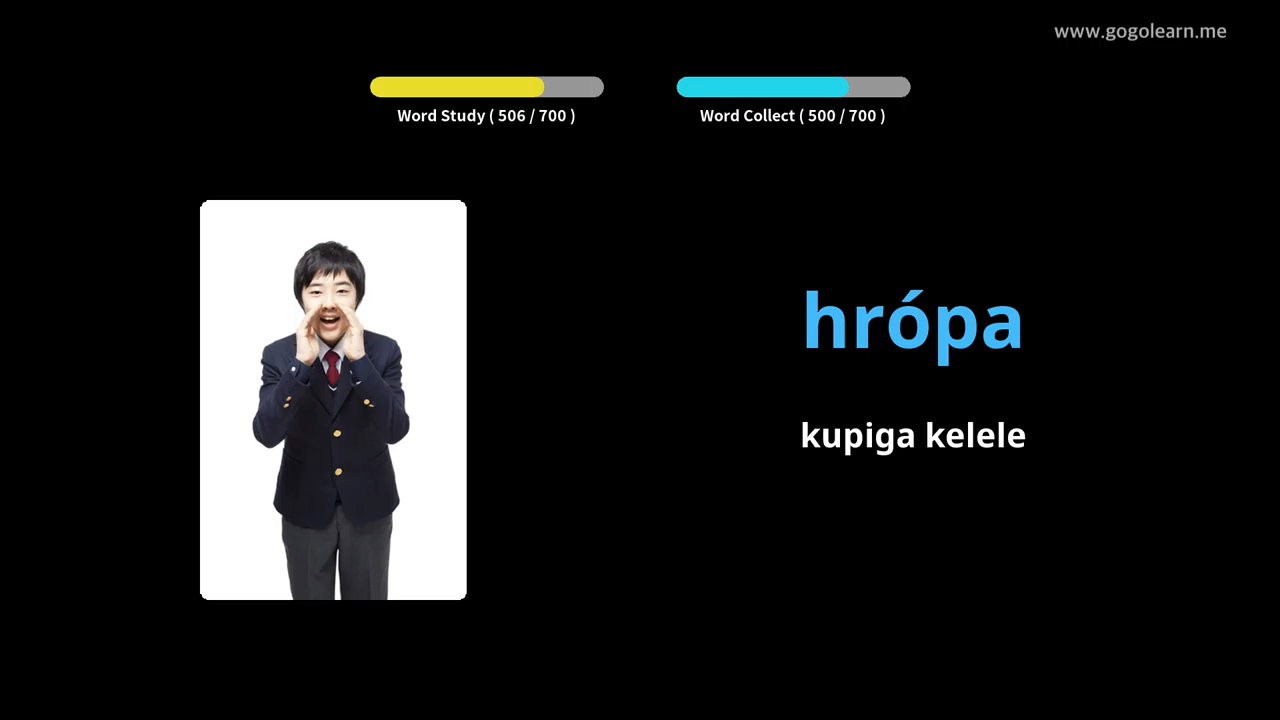 www.gogolearn.me
Word Study ( 506 / 700 )
Word Collect ( 500 / 700 )
hrópa
kupiga kelele